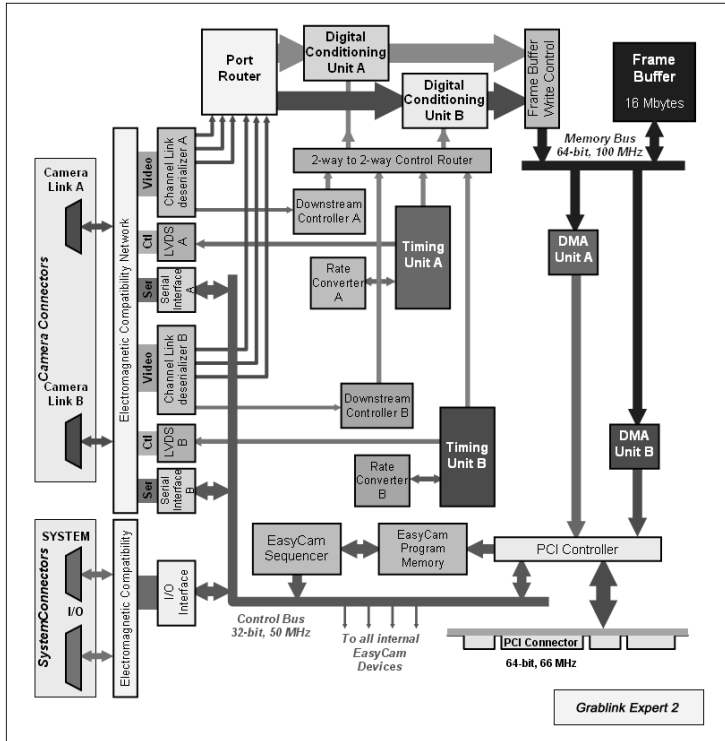 Port
Router
Digital
Conditioning
Unit A
Digital
Conditioning
Unit B
Frame Buffer
Write Control
Frame
Buffer
16 Mbytes
Memory Bus
64-bit, 100 MHz
2-way to 2-way Control Router
Camera Connectors
Camera
Link A
Camera
Link B
Electromagnetic Compatibility Network
Video
Channel Link
deserializer A
Ctl
LVDS
A
Ser
Serial
Interface
A
Video
Channel Link
deserializer B
Ctl
LVDS
B
Ser
Serial
Interface
B
Downstream
Controller A
Timing
Unit A
Rate
Converter
A
DMA
Unit A
Downstream
Controller B
Timing
Unit B
Rate
Converter
B
DMA
Unit B
SystemConnectors
SYSTEM
I/O
Electromagnetic Compatibility
I/O
Interface
EasyCam
Sequencer
EasyCam
Program
Memory
PCI Controller
Control Bus
32-bit, 50 MHz
To all internal
EasyCam
Devices
PCI Connector
64-bit, 66 MHz
Grablink Expert 2